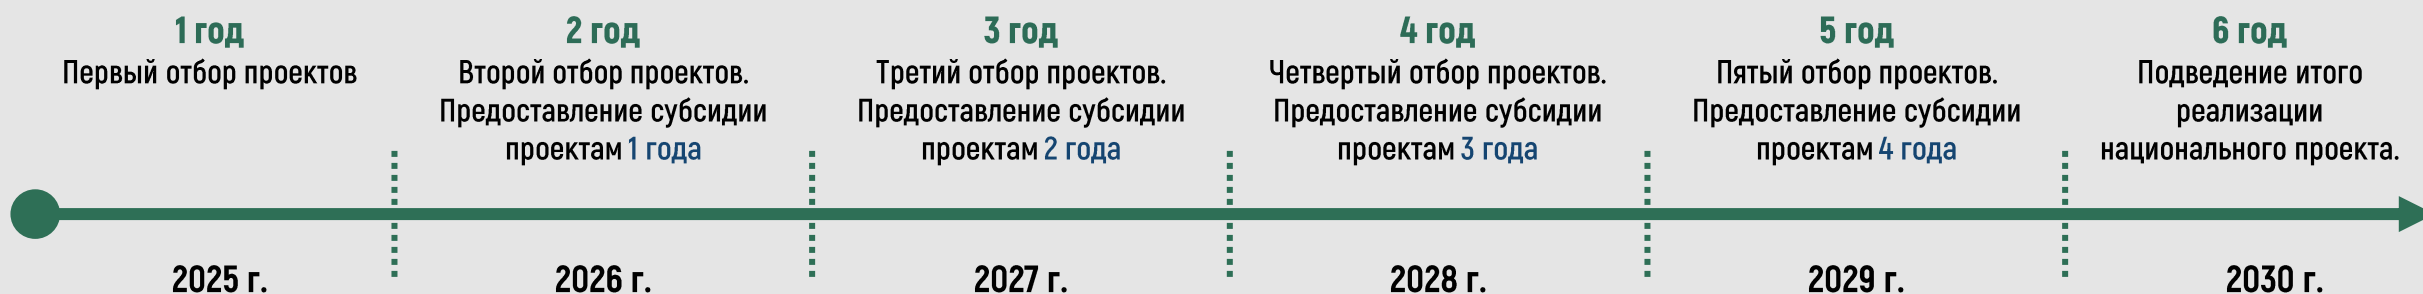 1 год
Первый отбор проектов
2 год
Второй отбор проектов.
Предоставление субсидии
проектам 1 года
3 год
Третий отбор проектов.
Предоставление субсидии
проектам 2 года
4 год
Четвертый отбор проектов.
Предоставление субсидии
проектам 3 года
5 год
Пятый отбор проектов.
Предоставление субсидии
проектам 4 года
6 год
Подведение итого
реализации
национального проекта.
2025 г.
2026 г.
2027 г.
2028 г.
2029 г.
2030 г.